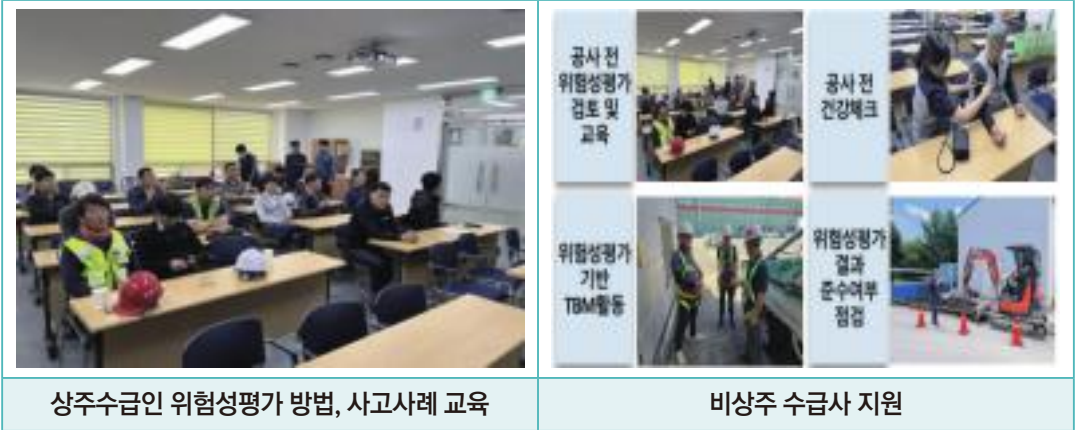 공사 전
위험성평가
검토 및
교육
공사 전
건강체크
위험성평가
기반
TBM활동
위험성평가
결과
준수여부
점검
상주수급인 위험성평가 방법, 사고사례 교육
비상주 수급사 지원